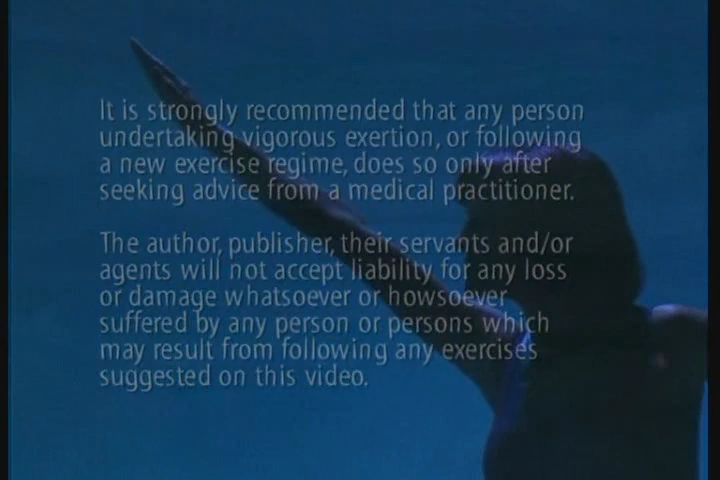 It is strongly recommended that any person
undertaking vigorous exertion, or following
a new exercise regime, does so only after
seeking advice from a medical practitioner.
The author, publisher, their servants and/or
agents will not accept liability for any loss
or damage whatsoever or howsoever
suffered by any person or persons which
may result from following any exercises
suggested on this video.